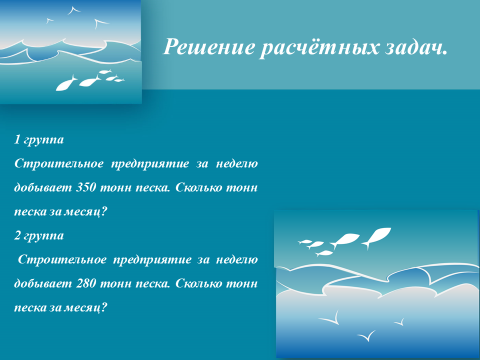 Решение расчётных задач.
1 группа
Строительное предприятие за неделю
добывает 350 тонн песка. Сколько тонн
песка за месяц?
2 группа
Строительное предприятие за неделю
добывает 280 тонн песка. Сколько тонн
песка за месяц?